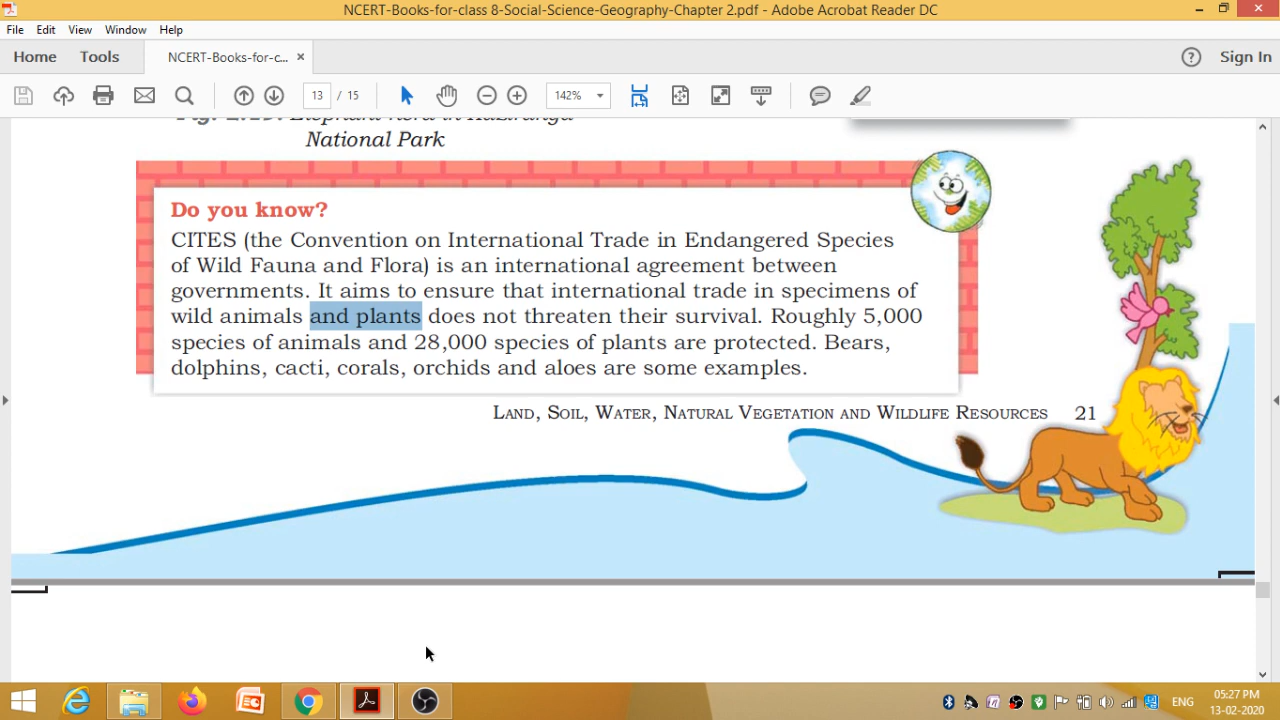 NCERT-Books-for-class 8-Social-Science-Geography-Chapter 2.pdf - Adobe Acrobat Reader DC
File Edit View Window Help
Home Tools NCERT-Books-for-c... × Sign In
13 / 15 142%
National Park
Do you know?
CITES (the Convention on International Trade in Endangered Species
of Wild Fauna and Flora) is an international agreement between
governments. It aims to ensure that international trade in specimens of
wild animals and plants does not threaten their survival. Roughly 5,000
species of animals and 28,000 species of plants are protected. Bears,
dolphins, cacti, corals, orchids and aloes are some examples.
LAND, SOIL, WATER, NATURAL VEGETATION AND WILDLIFE RESOURCES 21
ENG
05:27 PM
13-02-2020